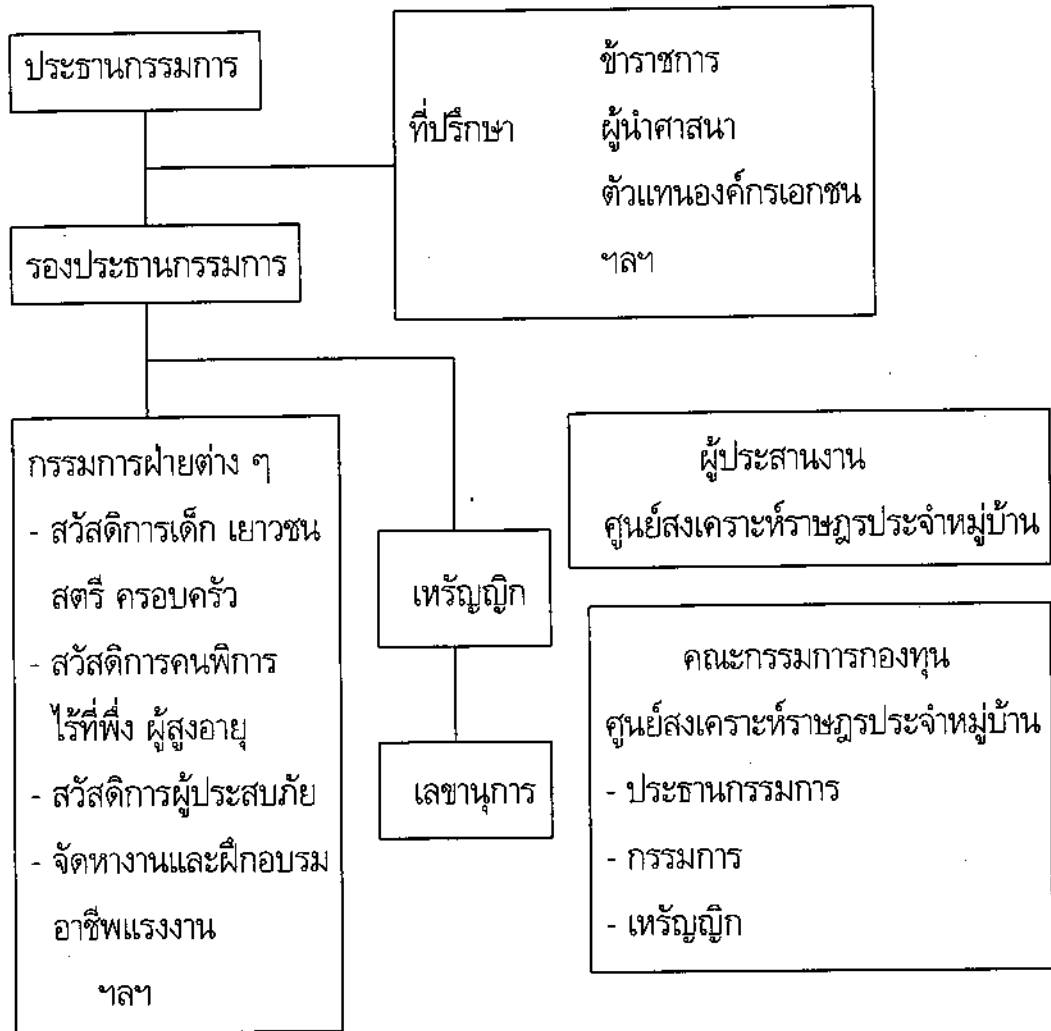 ประธานกรรมการ
ที่ปรึกษา
ข้าราชการ
ผู้นำศาสนา
ตัวแทนองค์กรเอกชน
ฯลฯ
รองประธานกรรมการ
กรรมการฝ่ายต่าง ๆ
- สวัสดิการเด็ก เยาวชน
สตรี ครอบครัว
- สวัสดิการคนพิการ
ไร้ที่พึ่ง ผู้สูงอายุ
- สวัสดิการผู้ประสบภัย
- จัดหางานและฝึกอบรม
อาชีพแรงงาน
ฯลฯ
เหรัญญิก
เลขานุการ
ผู้ประสานงาน
ศูนย์สงเคราะห์ราษฎรประจำหมู่บ้าน
คณะกรรมการกองทุน
ศูนย์สงเคราะห์ราษฎรประจำหมู่บ้าน
- ประธานกรรมการ
- กรรมการ
- เหรัญญิก